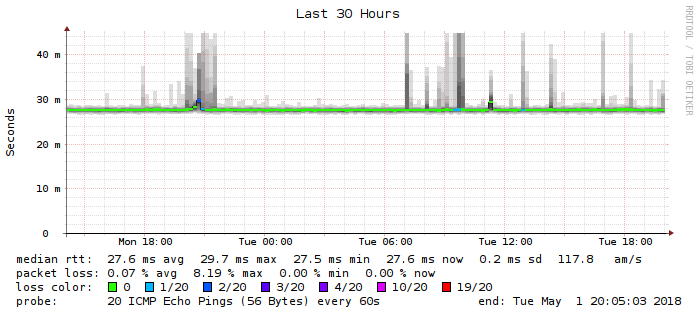 Last 30 Hours
RRDTOOL / TOBI OETIKER
Seconds
40 m
30 m
20 m
10 m
0
Mon 18:00 Tue 00:00 Tue 06:00 Tue 12:00 Tue 18:00
median rtt: 27.6 ms avg 29.7 ms max 27.5 ms min 27.6 ms now 0.2 ms sd 117.8 am/s
packet loss: 0.07 % avg 8.19 % max 0.00 % min 0.00 % now
loss color: 0 1/20 2/20 3/20 4/20 10/20 19/20
probe: 20 ICMP Echo Pings (56 Bytes) every 60s end: Tue May 1 20:05:03 2018